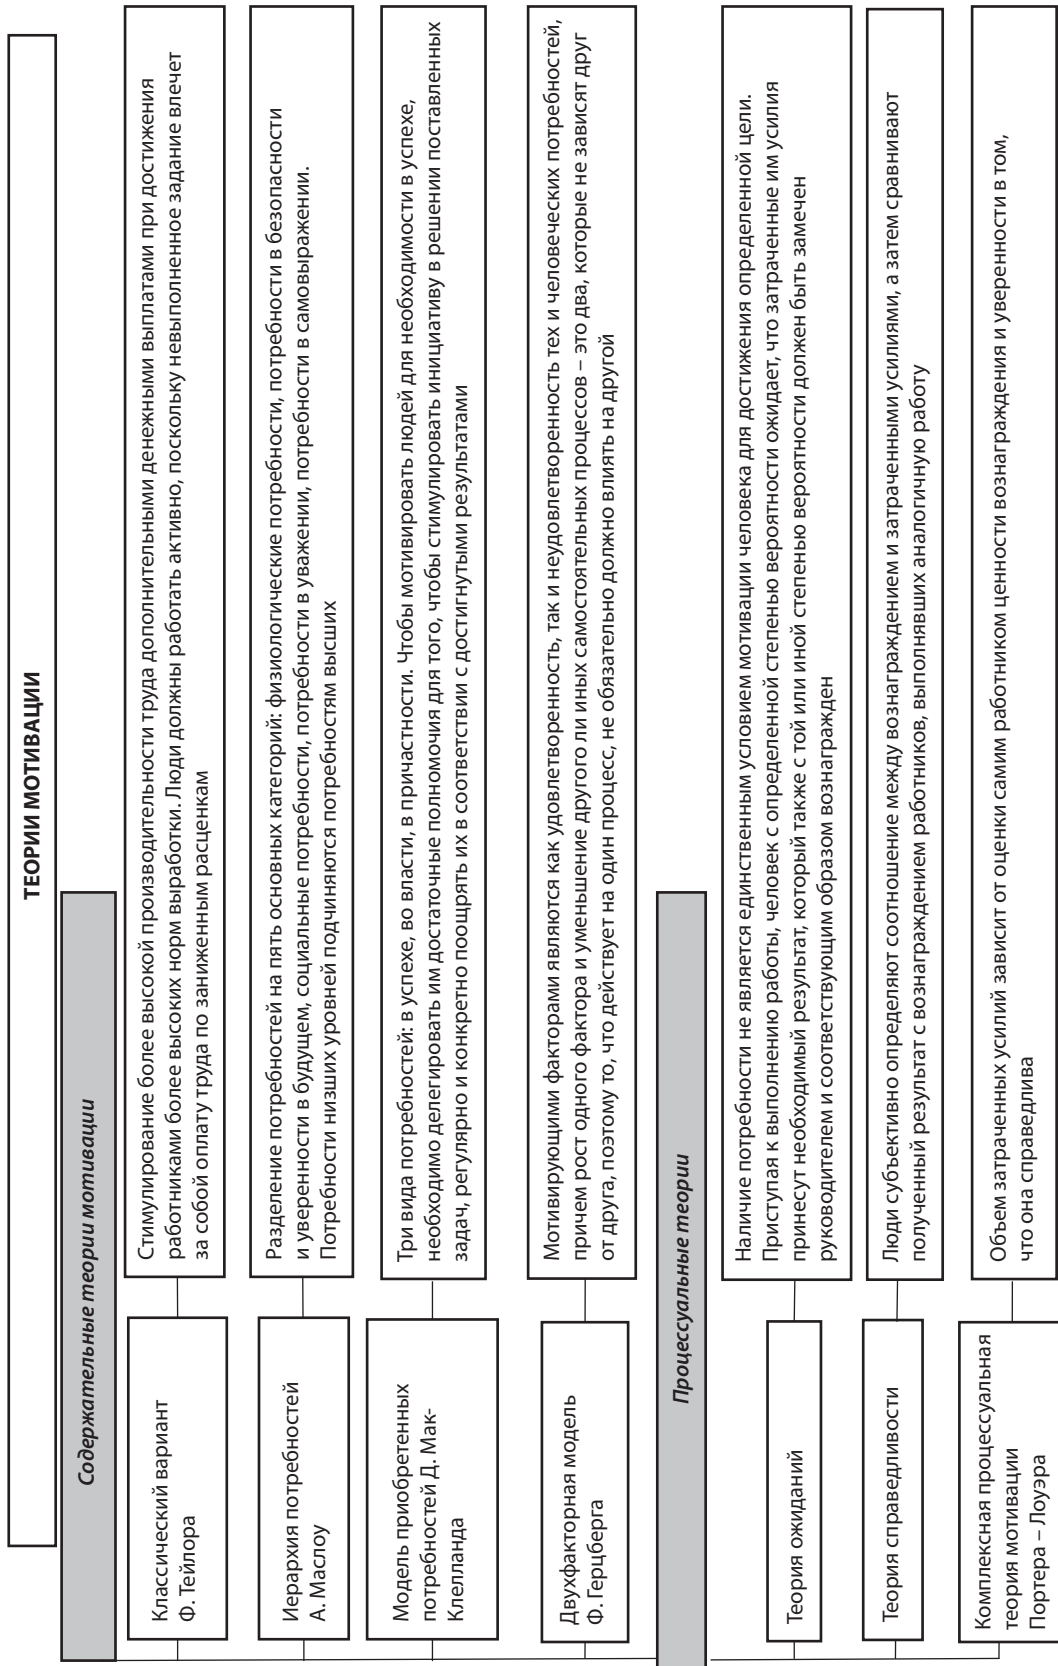 ТЕОРИИ МОТИВАЦИИ
Содержательные теории мотивации
Классический вариант
Ф. Тейлора
Стимулирование более высокой производительности труда дополнительными денежными выплатами при достижения
работниками более высоких норм выработки. Люди должны работать активно, поскольку невыполненное задание влечет
за собой оплату труда по заниженным расценкам
Иерархия потребностей
А. Маслоу
Разделение потребностей на пять основных категорий: физиологические потребности, потребности в безопасности
и уверенности в будущем, социальные потребности, потребности в уважении, потребности в самовыражении.
Потребности низших уровней подчиняются потребностям высших
Модель приобретенных
потребностей Д. Мак-
Клелланда
Три вида потребностей: в успехе, во власти, в причастности. Чтобы мотивировать людей для необходимости в успехе,
необходимо делегировать им достаточные полномочия для того, чтобы стимулировать инициативу в решении поставленных
задач, регулярно и конкретно поощрять их в соответствии с достигнутыми результатами
Двухфакторная модель
Ф. Герцберга
Мотивирующими факторами являются как удовлетворенность, так и неудовлетворенность тех и человеческих потребностей,
причем рост одного фактора и уменьшение другого ли иных самостоятельных процессов – это два, которые не зависят друг
от друга, поэтому то, что действует на один процесс, не обязательно должно влиять на другой
Процессуальные теории
Теория ожиданий
Наличие потребности не является единственным условием мотивации человека для достижения определенной цели.
Приступая к выполнению работы, человек с определенной степенью вероятности ожидает, что затраченные им усилия
принесут необходимый результат, который также с той или иной степенью вероятности должен быть замечен
руководителем и соответствующим образом вознагражден
Теория справедливости
Люди субъективно определяют соотношение между вознаграждением и затраченными усилиями, а затем сравнивают
полученный результат с вознаграждением работников, выполнявших аналогичную работу
Комплексная процессуальная
теория мотивации
Портера – Лоуэра
Объем затраченных усилий зависит от оценки самим работником ценности вознаграждения и уверенности в том,
что она справедлива